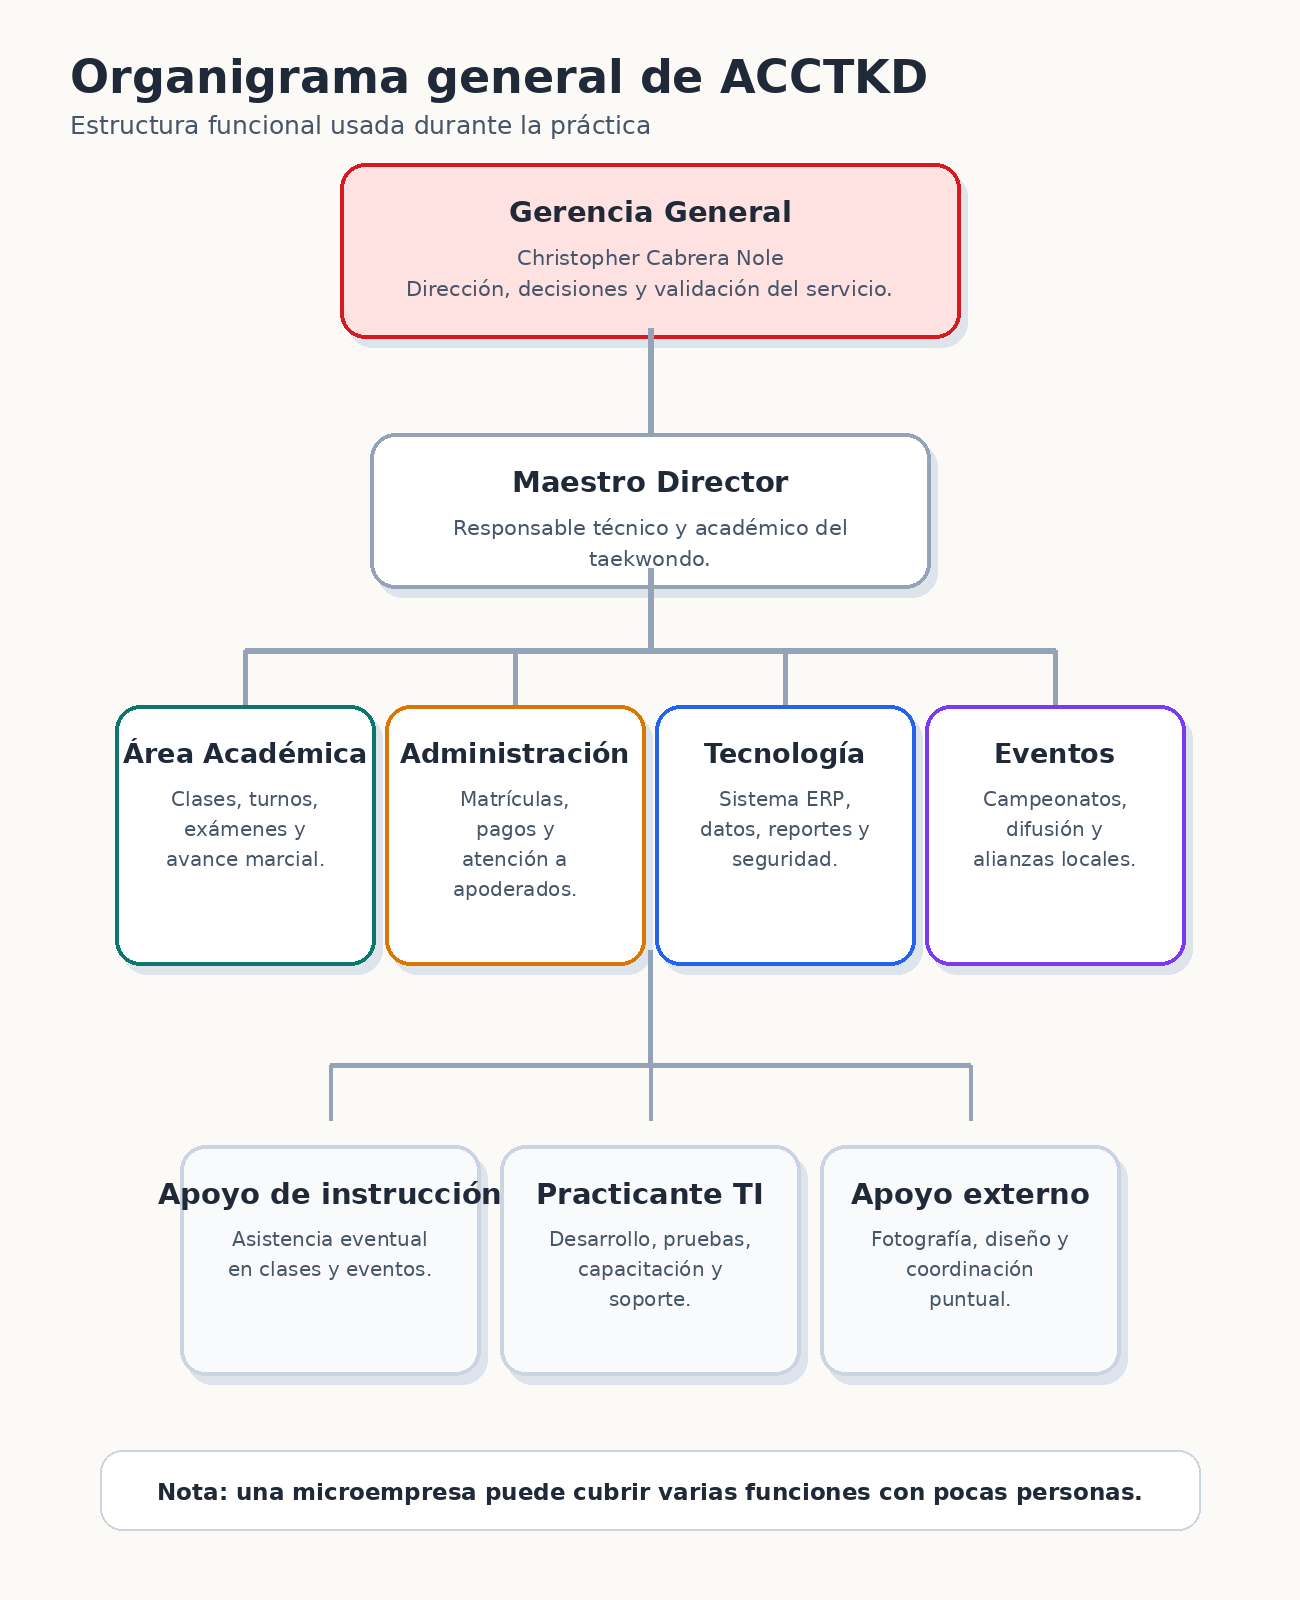 Organigrama general de ACCTKD
Estructura funcional usada durante la práctica
Gerencia General
Christopher Cabrera Nole
Dirección, decisiones y validación del servicio.
Maestro Director
Responsable técnico y académico del
taekwondo.
Área Académica
Clases, turnos,
exámenes y
avance marcial.
Administración
Matrículas,
pagos y
atención a
apoderados.
Tecnología
Sistema ERP,
datos, reportes y
seguridad.
Eventos
Campeonatos,
difusión y
alianzas locales.
Apoyo de instrucción
Asistencia eventual
en clases y eventos.
Practicante TI
Desarrollo, pruebas,
capacitación y
soporte.
Apoyo externo
Fotografía, diseño y
coordinación
puntual.
Nota: una microempresa puede cubrir varias funciones con pocas personas.